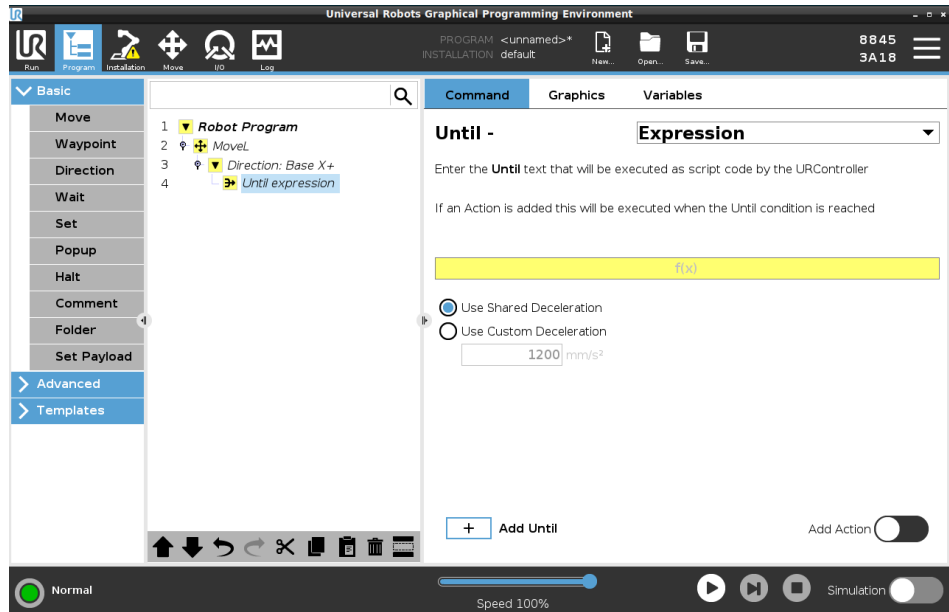 Universal Robots Graphical Programming Environment
UR
Run
Program
Installation
Move
I/O
Log
PROGRAM <unnamed>*
INSTALLATION default
New...
Open...
Save...
8845
3A18
Basic
Move
Waypoint
Direction
Wait
Set
Popup
Halt
Comment
Folder
Set Payload
Advanced
Templates
1 Robot Program
2 MoveL
3 Direction: Base X+
4 Until expression
Command Graphics Variables
Until - Expression
Enter the Until text that will be executed as script code by the URController
If an Action is added this will be executed when the Until condition is reached
f(x)
Use Shared Deceleration
Use Custom Deceleration
1200 mm/s²
+ Add Until
Add Action
Normal
Speed 100%
Simulation